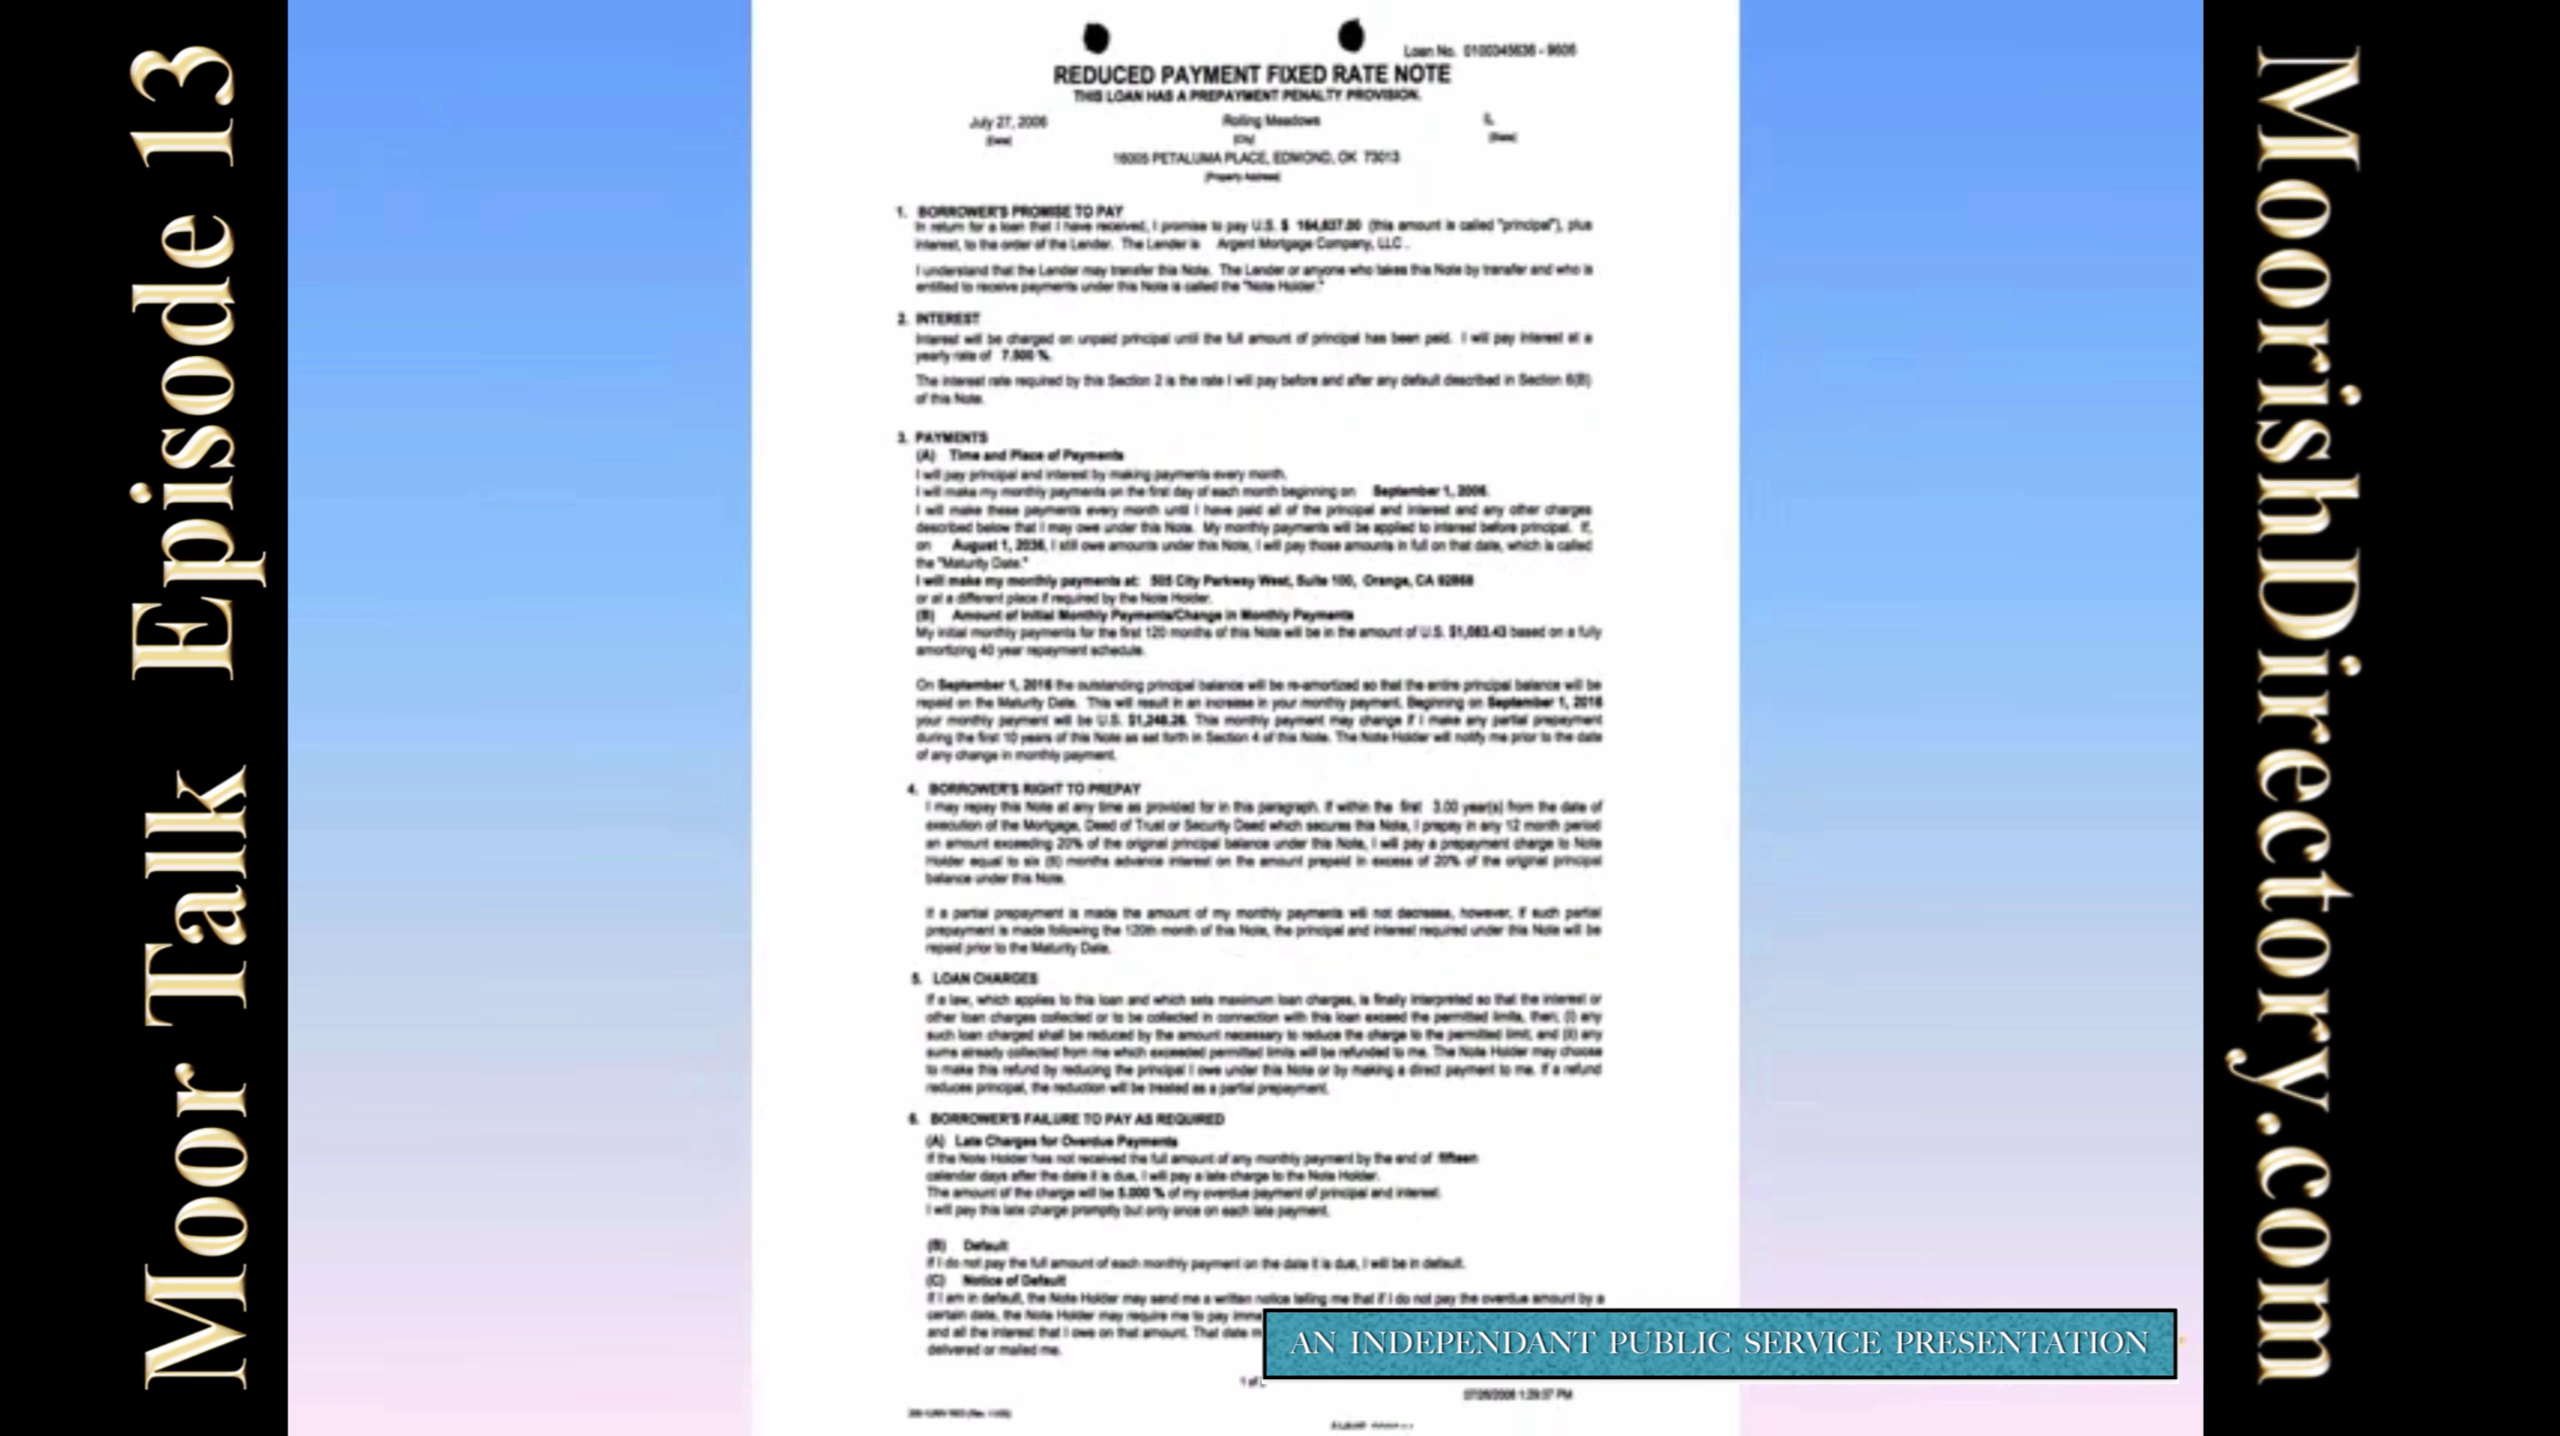 Moor Talk Episode 13
Loan No. 0100345636 - 9606
REDUCED PAYMENT FIXED RATE NOTE
THIS LOAN HAS A PREPAYMENT PENALTY PROVISION.
July 27, 2006 Rolling Meadows IL
[Date] [City] [State]
16005 PETALUMA PLACE, EDMOND, OK 73013
[Property Address]
1. BORROWER'S PROMISE TO PAY
In return for a loan that I have received, I promise to pay U.S. $ (this amount is called "principal"), plus
interest, to the order of the Lender. The Lender is Argent Mortgage Company, LLC .
I understand that the Lender may transfer this Note. The Lender or anyone who takes this Note by transfer and who is
entitled to receive payments under this Note is called the "Note Holder."
2. INTEREST
Interest will be charged on unpaid principal until the full amount of principal has been paid. I will pay interest at a
yearly rate of
The interest rate required by this Section 2 is the rate I will pay before and after any default described in Section 6(B)
of this Note.
3. PAYMENTS
(A) Time and Place of Payments
I will pay principal and interest by making payments every month.
I will make my monthly payments on the first day of each month beginning on September 1, 2006.
I will make these payments every month until I have paid all of the principal and interest and any other charges
described below that I may owe under this Note. My monthly payments will be applied to interest before principal. If,
on August 1, 2036, I still owe amounts under this Note, I will pay those amounts in full on that date, which is called
the "Maturity Date."
I will make my monthly payments at: 505 City Parkway West, Suite 100, Orange, CA 92868
or at a different place if required by the Note Holder.
(B) Amount of Initial Monthly Payments/Change in Monthly Payments
My initial monthly payments for the first 120 months of this Note will be in the amount of U.S. $1,083.43 based on a fully
amortizing 40 year repayment schedule.
On September 1, 2016 the outstanding principal balance will be re-amortized so that the entire principal balance will be
repaid on the Maturity Date. This will result in an increase in your monthly payment. Beginning on September 1, 2016
your monthly payment will be U.S. $1,248.26. This monthly payment may change if I make any partial prepayment
during the first 10 years of this Note as set forth in Section 4 of this Note. The Note Holder will notify me prior to the date
of any change in monthly payment.
4. BORROWER'S RIGHT TO PREPAY
I may repay this Note at any time as provided for in this paragraph. If within the first 3.00 year(s) from the date of
execution of the Mortgage, Deed of Trust or Security Deed which secures this Note, I prepay in any 12 month period
an amount exceeding 20% of the original principal balance under this Note, I will pay a prepayment charge to Note
Holder equal to six (6) months advance interest on the amount prepaid in excess of 20% of the original principal
balance under this Note.
If a partial prepayment is made the amount of my monthly payments will not decrease, however, if such partial
prepayment is made following the 120th month of this Note, the principal and interest required under this Note will be
repaid prior to the Maturity Date.
5. LOAN CHARGES
If a law, which applies to this loan and which sets maximum loan charges, is finally interpreted so that the interest or
other loan charges collected or to be collected in connection with this loan exceed the permitted limits, then; (i) any
such loan charged shall be reduced by the amount necessary to reduce the charge to the permitted limit; and (ii) any
sums already collected from me which exceeded permitted limits will be refunded to me. The Note Holder may choose
to make this refund by reducing the principal I owe under this Note or by making a direct payment to me. If a refund
reduces principal, the reduction will be treated as a partial prepayment.
6. BORROWER'S FAILURE TO PAY AS REQUIRED
(A) Late Charges for Overdue Payments
If the Note Holder has not received the full amount of any monthly payment by the end of fifteen
calendar days after the date it is due, I will pay a late charge to the Note Holder.
The amount of the charge will be 5.000 % of my overdue payment of principal and interest.
I will pay this late charge promptly but only once on each late payment.
(B) Default
If I do not pay the full amount of each monthly payment on the date it is due, I will be in default.
(C) Notice of Default
If I am in default, the Note Holder may send me a written notice telling me that if I do not pay the overdue amount by a
certain date, the Note Holder may require me to pay imme
and all the interest that I owe on that amount. That date m
delivered or mailed me.
AN INDEPENDANT PUBLIC SERVICE PRESENTATION
1 of
MoorishDirectory.com